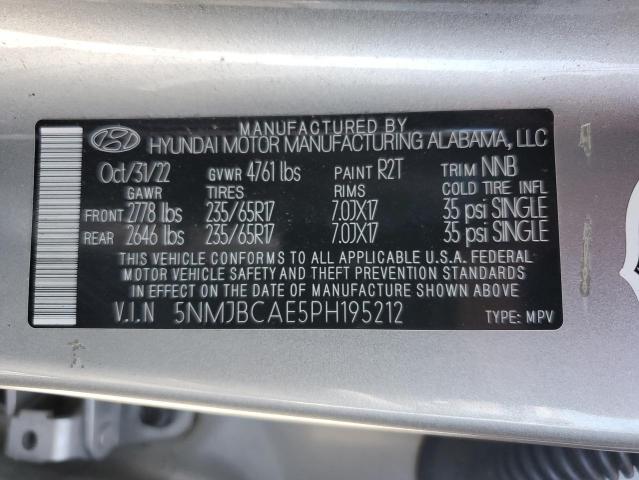 MANUFACTURED BY
HYUNDAI MOTOR MANUFACTURING ALABAMA, LLC
Oct/31/22 GVWR 4761 lbs PAINT R2T TRIM NNB
GAWR TIRES RIMS COLD TIRE INFL
FRONT 2778 lbs 235/65R17 7.0JX17 35 psi SINGLE
REAR 2646 lbs 235/65R17 7.0JX17 35 psi SINGLE
THIS VEHICLE CONFORMS TO ALL APPLICABLE U.S.A. FEDERAL
MOTOR VEHICLE SAFETY AND THEFT PREVENTION STANDARDS
IN EFFECT ON THE DATE OF MANUFACTURE SHOWN ABOVE.
V.I.N 5NMJBCAE5PH195212 TYPE: MPV